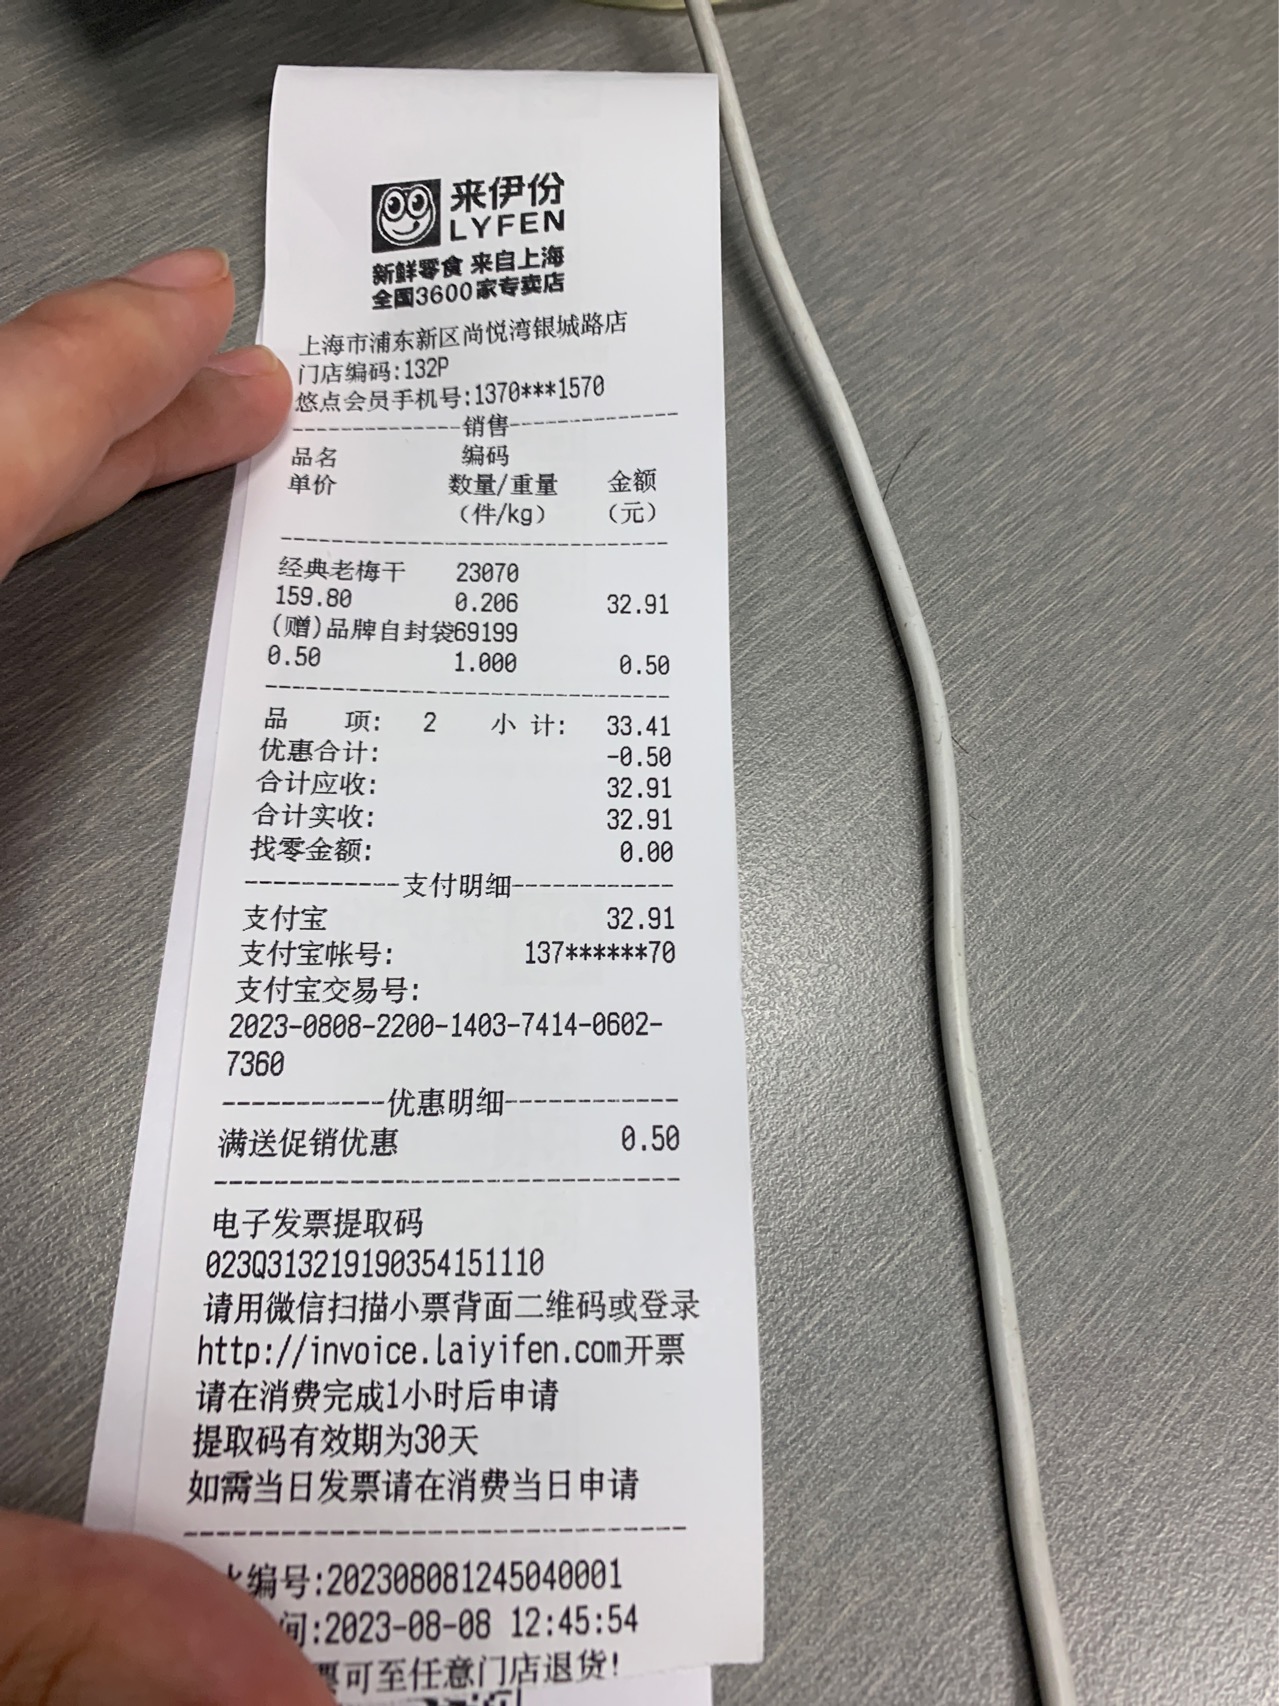 来伊份
LYFEN
新鲜零食 来自上海
全国3600家专卖店
上海市浦东新区尚悦湾银城路店
门店编码:132P
悠点会员手机号:1370***1570
-------------销售-------------
品名 编码
单价 数量/重量 金额
（件/kg） （元）
经典老梅干 23070
159.80 0.206 32.91
(赠)品牌自封袋69199
0.50 1.000 0.50
品 项: 2 小 计: 33.41
优惠合计: -0.50
合计应收: 32.91
合计实收: 32.91
找零金额: 0.00
-----------支付明细-----------
支付宝 32.91
支付宝帐号: 137******70
支付宝交易号:
2023-0808-2200-1403-7414-0602-
7360
-----------优惠明细-----------
满送促销优惠 0.50
电子发票提取码
023Q313219190354151110
请用微信扫描小票背面二维码或登录
http://invoice.laiyifen.com开票
请在消费完成1小时后申请
提取码有效期为30天
如需当日发票请在消费当日申请
编号:202308081245040001
间:2023-08-08 12:45:54
票可至任意门店退货!